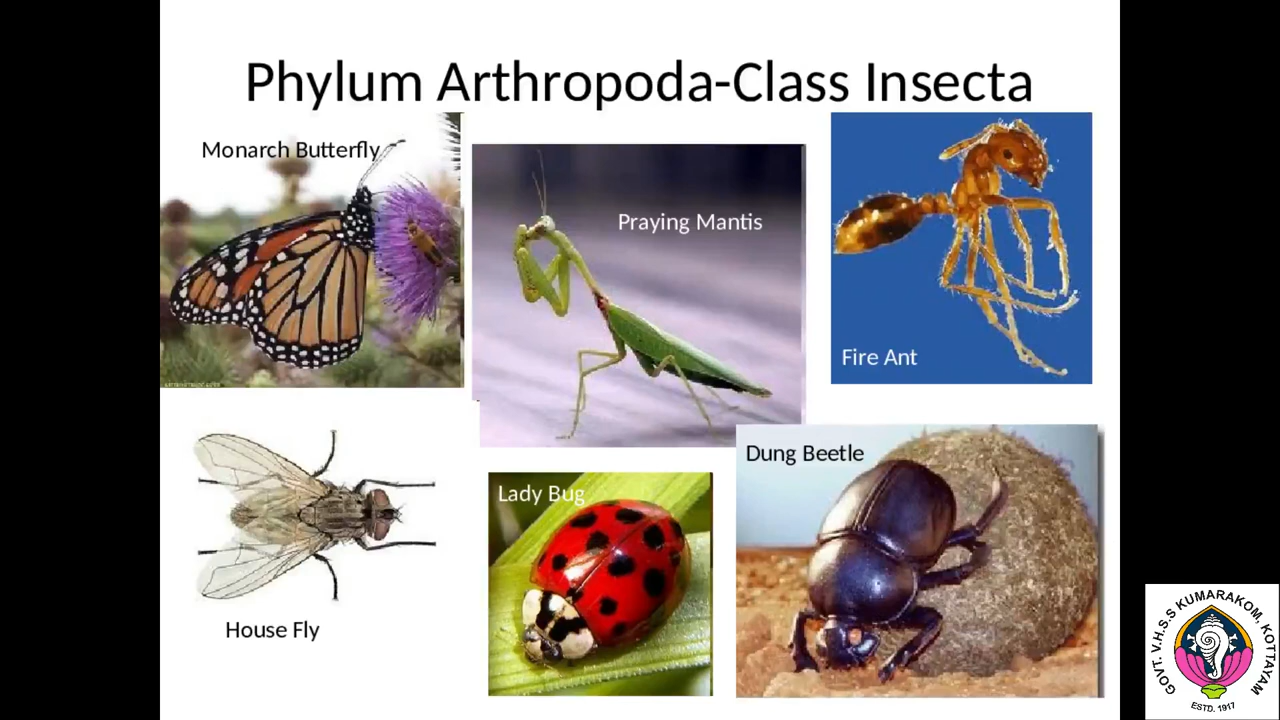 Phylum Arthropoda-Class Insecta
Monarch Butterfly
Praying Mantis
Fire Ant
Dung Beetle
Lady Bug
House Fly
GOVT. V.H.S.S KUMARAKOM, KOTTAYAM
ESTD. 1917